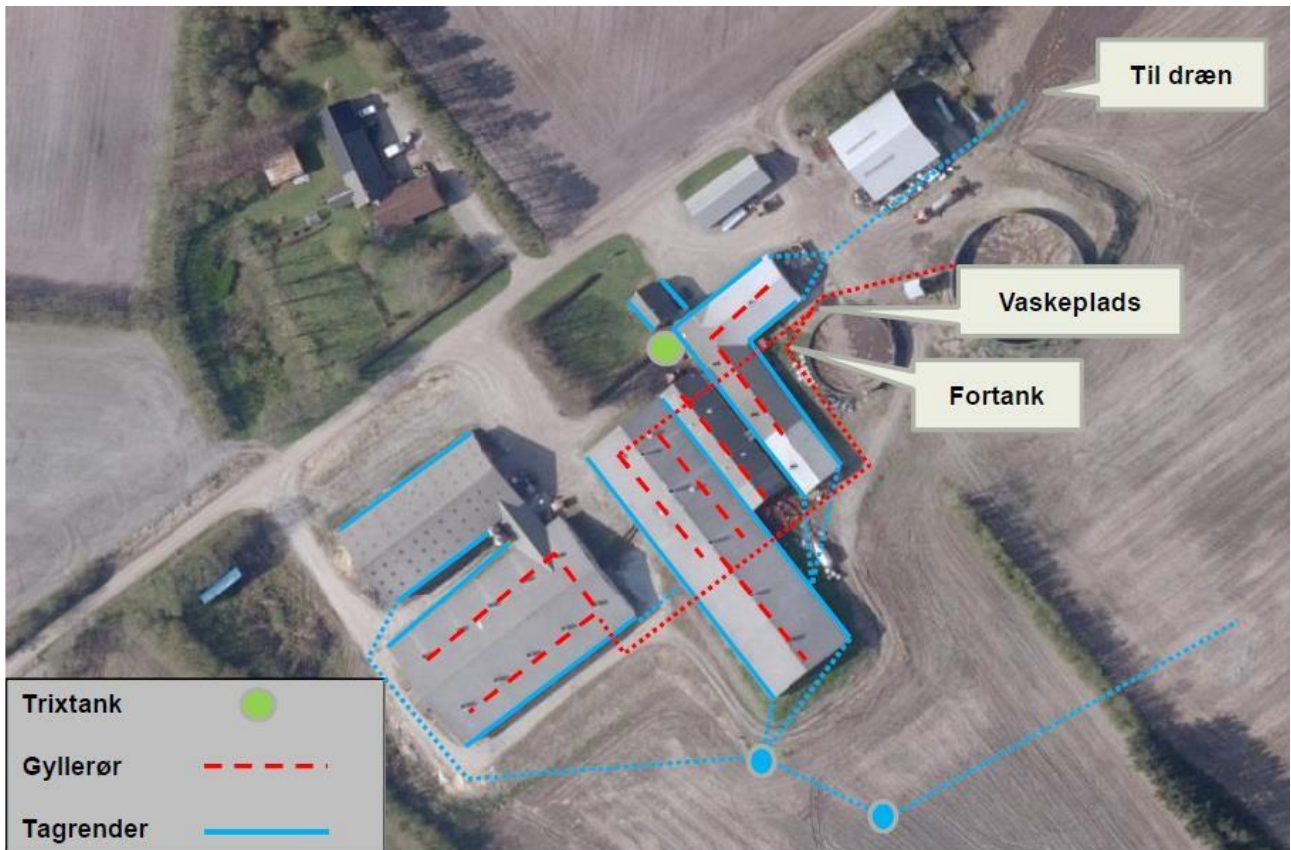 Til dræn
Vaskeplads
Fortank
Trixtank
Gyllerør
Tagrender